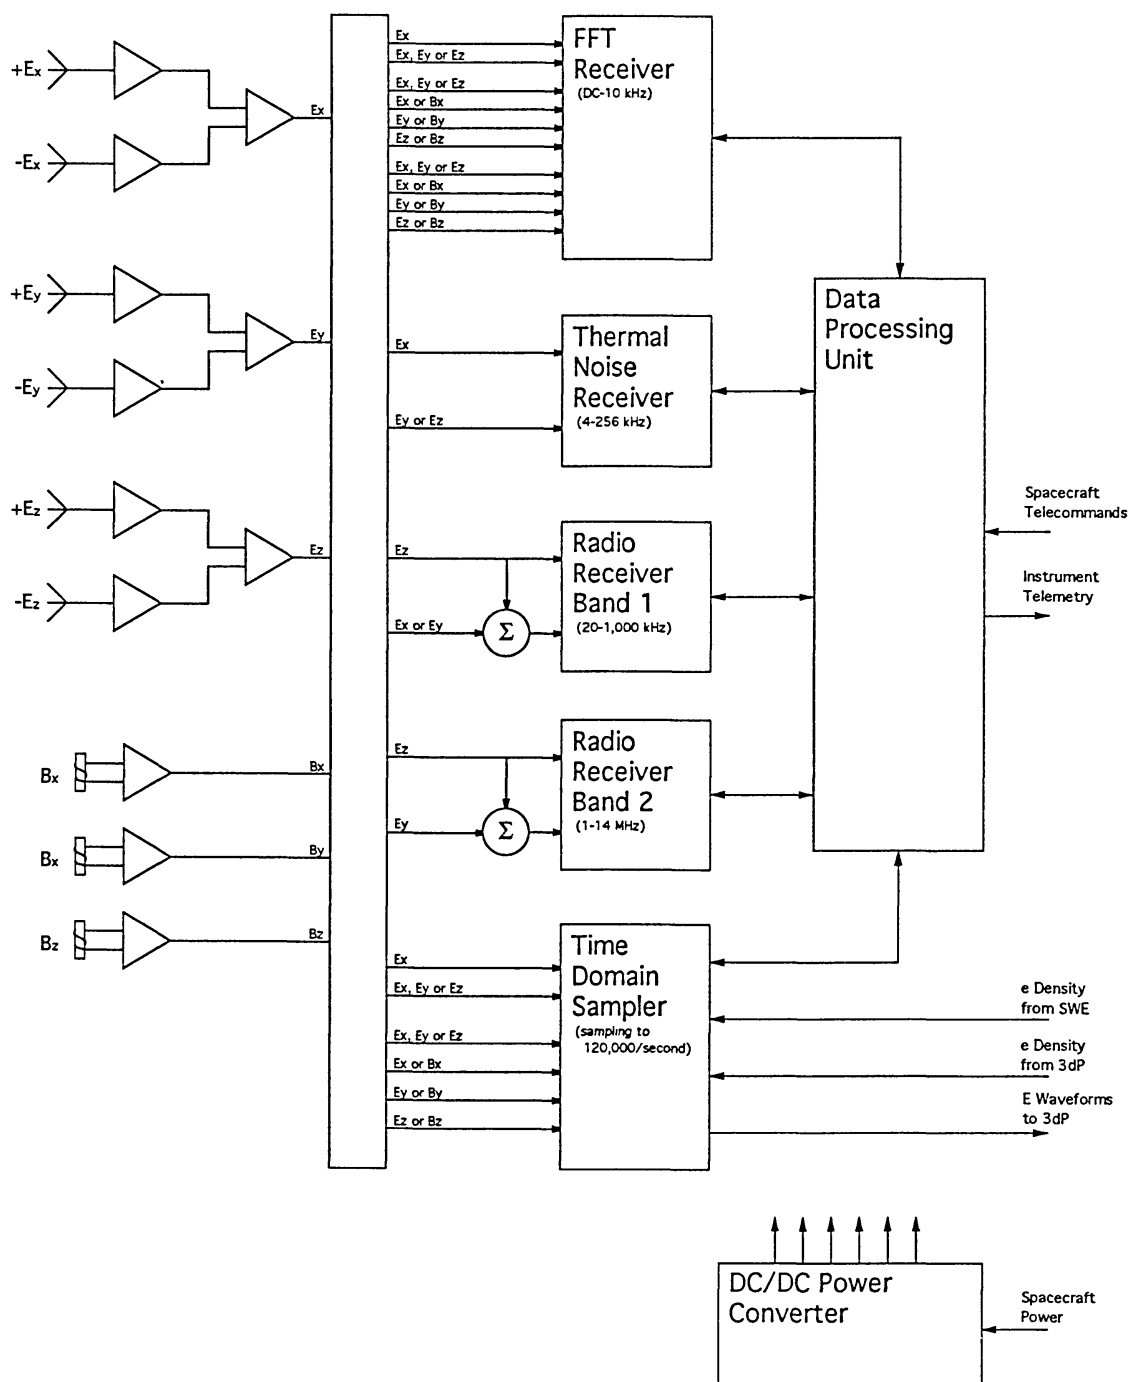 +Ex
-Ex
Ex
+Ey
-Ey
Ey
+Ez
-Ez
Ez
Bx
Bx
Bx
By
Bz
Bz
Ex
Ex, Ey or Ez
Ex, Ey or Ez
Ex or Bx
Ey or By
Ez or Bz
Ex, Ey or Ez
Ex or Bx
Ey or By
Ez or Bz
FFT
Receiver
(DC-10 kHz)
Ex
Ey or Ez
Thermal
Noise
Receiver
(4-256 kHz)
Ez
Ex or Ey
Σ
Radio
Receiver
Band 1
(20-1,000 kHz)
Ez
Ey
Σ
Radio
Receiver
Band 2
(1-14 MHz)
Ex
Ex, Ey or Ez
Ex, Ey or Ez
Ex or Bx
Ey or By
Ez or Bz
Time
Domain
Sampler
(sampling to
120,000/second)
Data
Processing
Unit
Spacecraft
Telecommands
Instrument
Telemetry
e Density
from SWE
e Density
from 3dP
E Waveforms
to 3dP
DC/DC Power
Converter
Spacecraft
Power